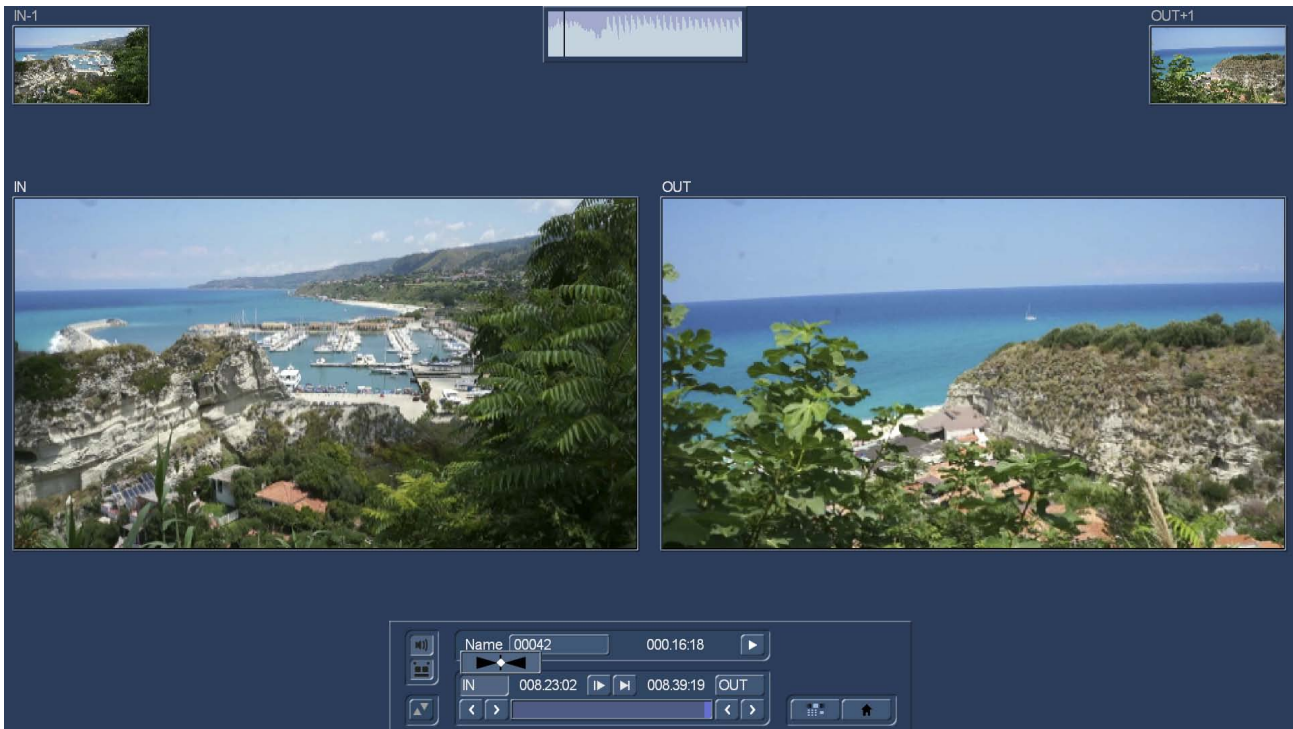 IN-1
OUT+1
IN
OUT
Name 00042 000.16:18
IN 008.23:02 008.39:19 OUT